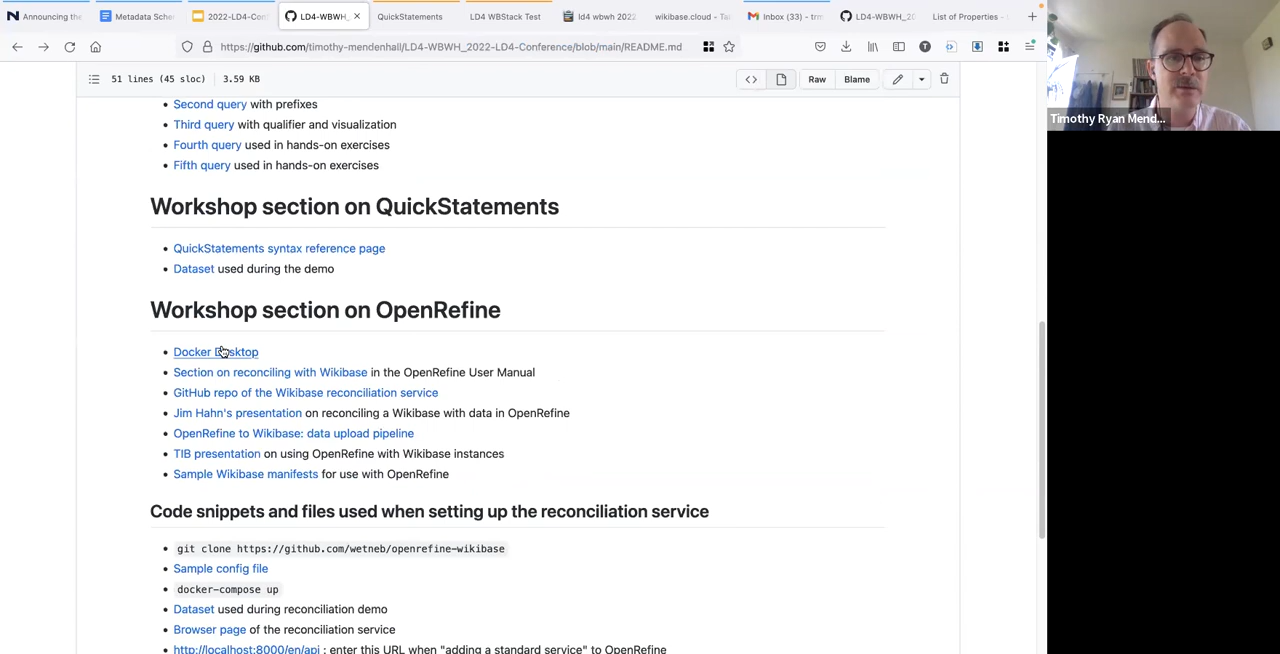 Announcing the
Metadata Scher
2022-LD4-Conf
LD4-WBWH_
QuickStatements
LD4 WBStack Test
ld4 wbwh 2022
wikibase.cloud - Ta
Inbox (33) - trm
LD4-WBWH_20
List of Properties -
https://github.com/timothy-mendenhall/LD4-WBWH_2022-LD4-Conference/blob/main/README.md
51 lines (45 sloc) 3.59 KB
Raw Blame
Timothy Ryan Mend...
Second query with prefixes
Third query with qualifier and visualization
Fourth query used in hands-on exercises
Fifth query used in hands-on exercises
Workshop section on QuickStatements
QuickStatements syntax reference page
Dataset used during the demo
Workshop section on OpenRefine
Docker Desktop
Section on reconciling with Wikibase in the OpenRefine User Manual
GitHub repo of the Wikibase reconciliation service
Jim Hahn's presentation on reconciling a Wikibase with data in OpenRefine
OpenRefine to Wikibase: data upload pipeline
TIB presentation on using OpenRefine with Wikibase instances
Sample Wikibase manifests for use with OpenRefine
Code snippets and files used when setting up the reconciliation service
git clone https://github.com/wetneb/openrefine-wikibase
Sample config file
docker-compose up
Dataset used during reconciliation demo
Browser page of the reconciliation service
http://localhost:8000/en/api : enter this URL when "adding a standard service" to OpenRefine